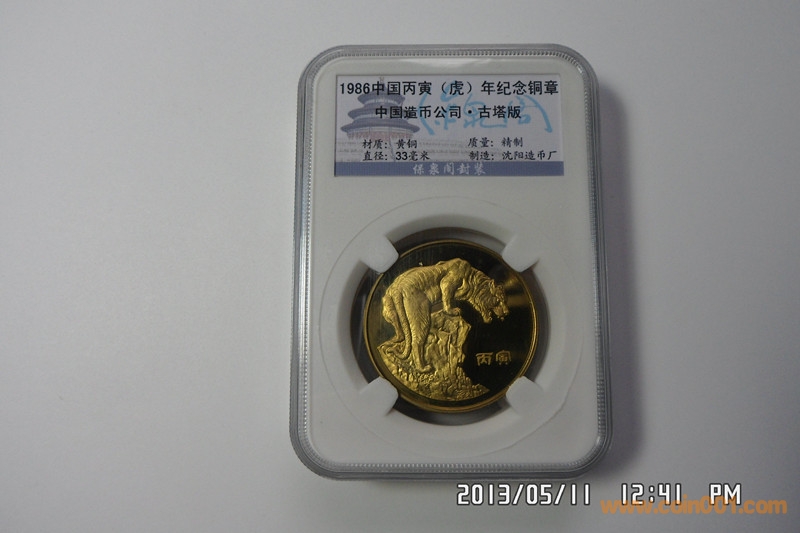 1986中国丙寅（虎）年纪念铜章
中国造币公司·古塔版
材质：黄铜 质量：精制
直径：33毫米 制造：沈阳造币厂
保泉阁封装
丙寅
2013/05/11 12:41 PM
www.coin001.com